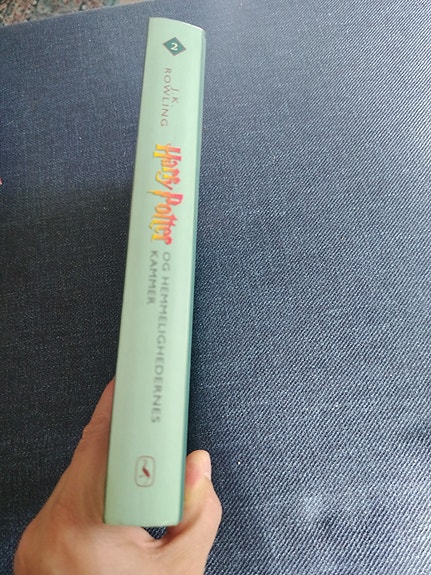 2
J.K.
ROWLING
Harry Potter
OG HEMMELIGHEDERNES
KAMMER